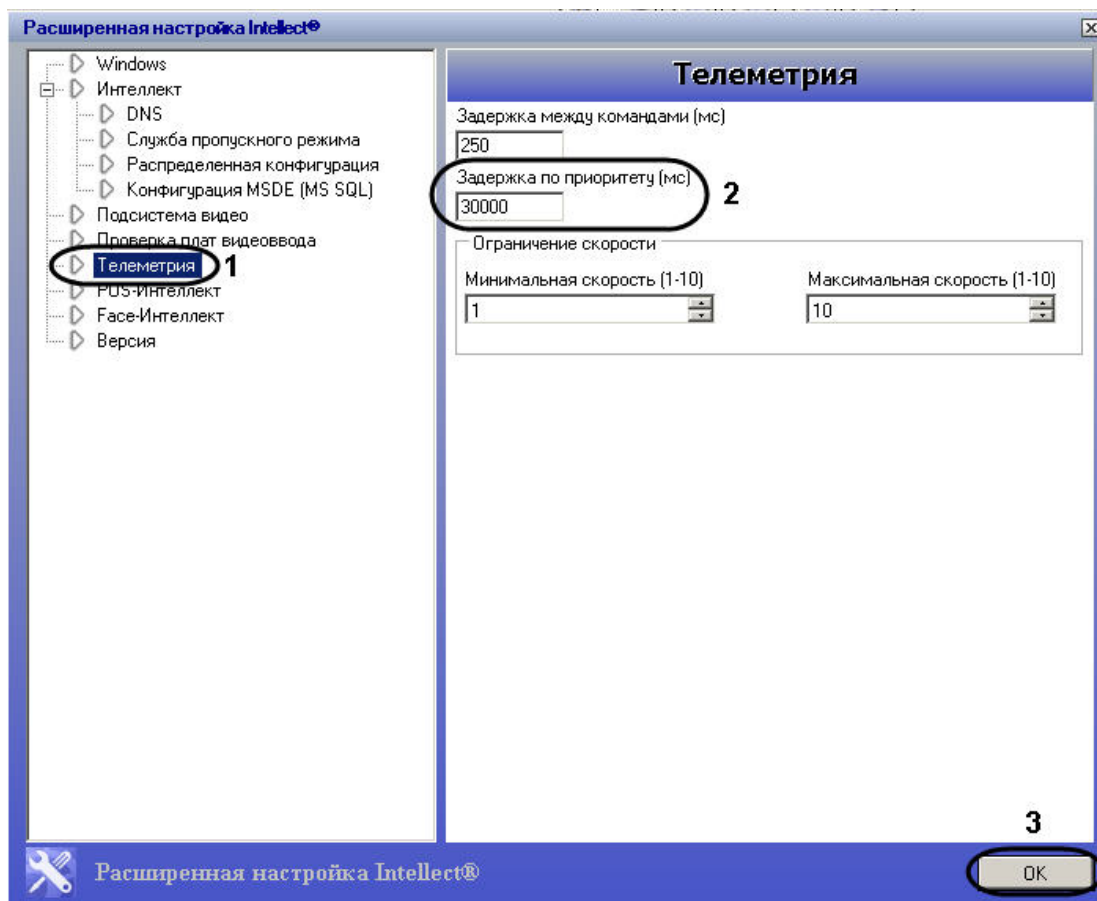 Расширенная настройка Intellect®
Windows
Интеллект
DNS
Служба пропускного режима
Распределенная конфигурация
Конфигурация MSDE (MS SQL)
Подсистема видео
Проверка плат видеоввода
Телеметрия
1
POS-Интеллект
Face-Интеллект
Версия
Телеметрия
Задержка между командами (мс)
250
Задержка по приоритету (мс)
30000
2
Ограничение скорости
Минимальная скорость (1-10)
1
Максимальная скорость (1-10)
10
3
Расширенная настройка Intellect®
OK